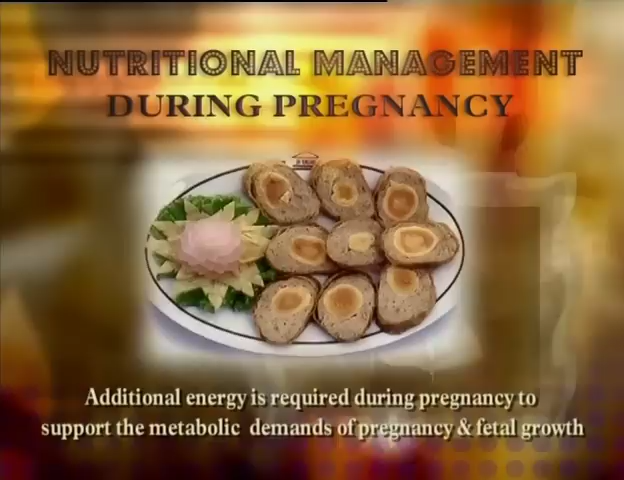 NUTRITIONAL MANAGEMENT
DURING PREGNANCY
Additional energy is required during pregnancy to
support the metabolic demands of pregnancy & fetal growth